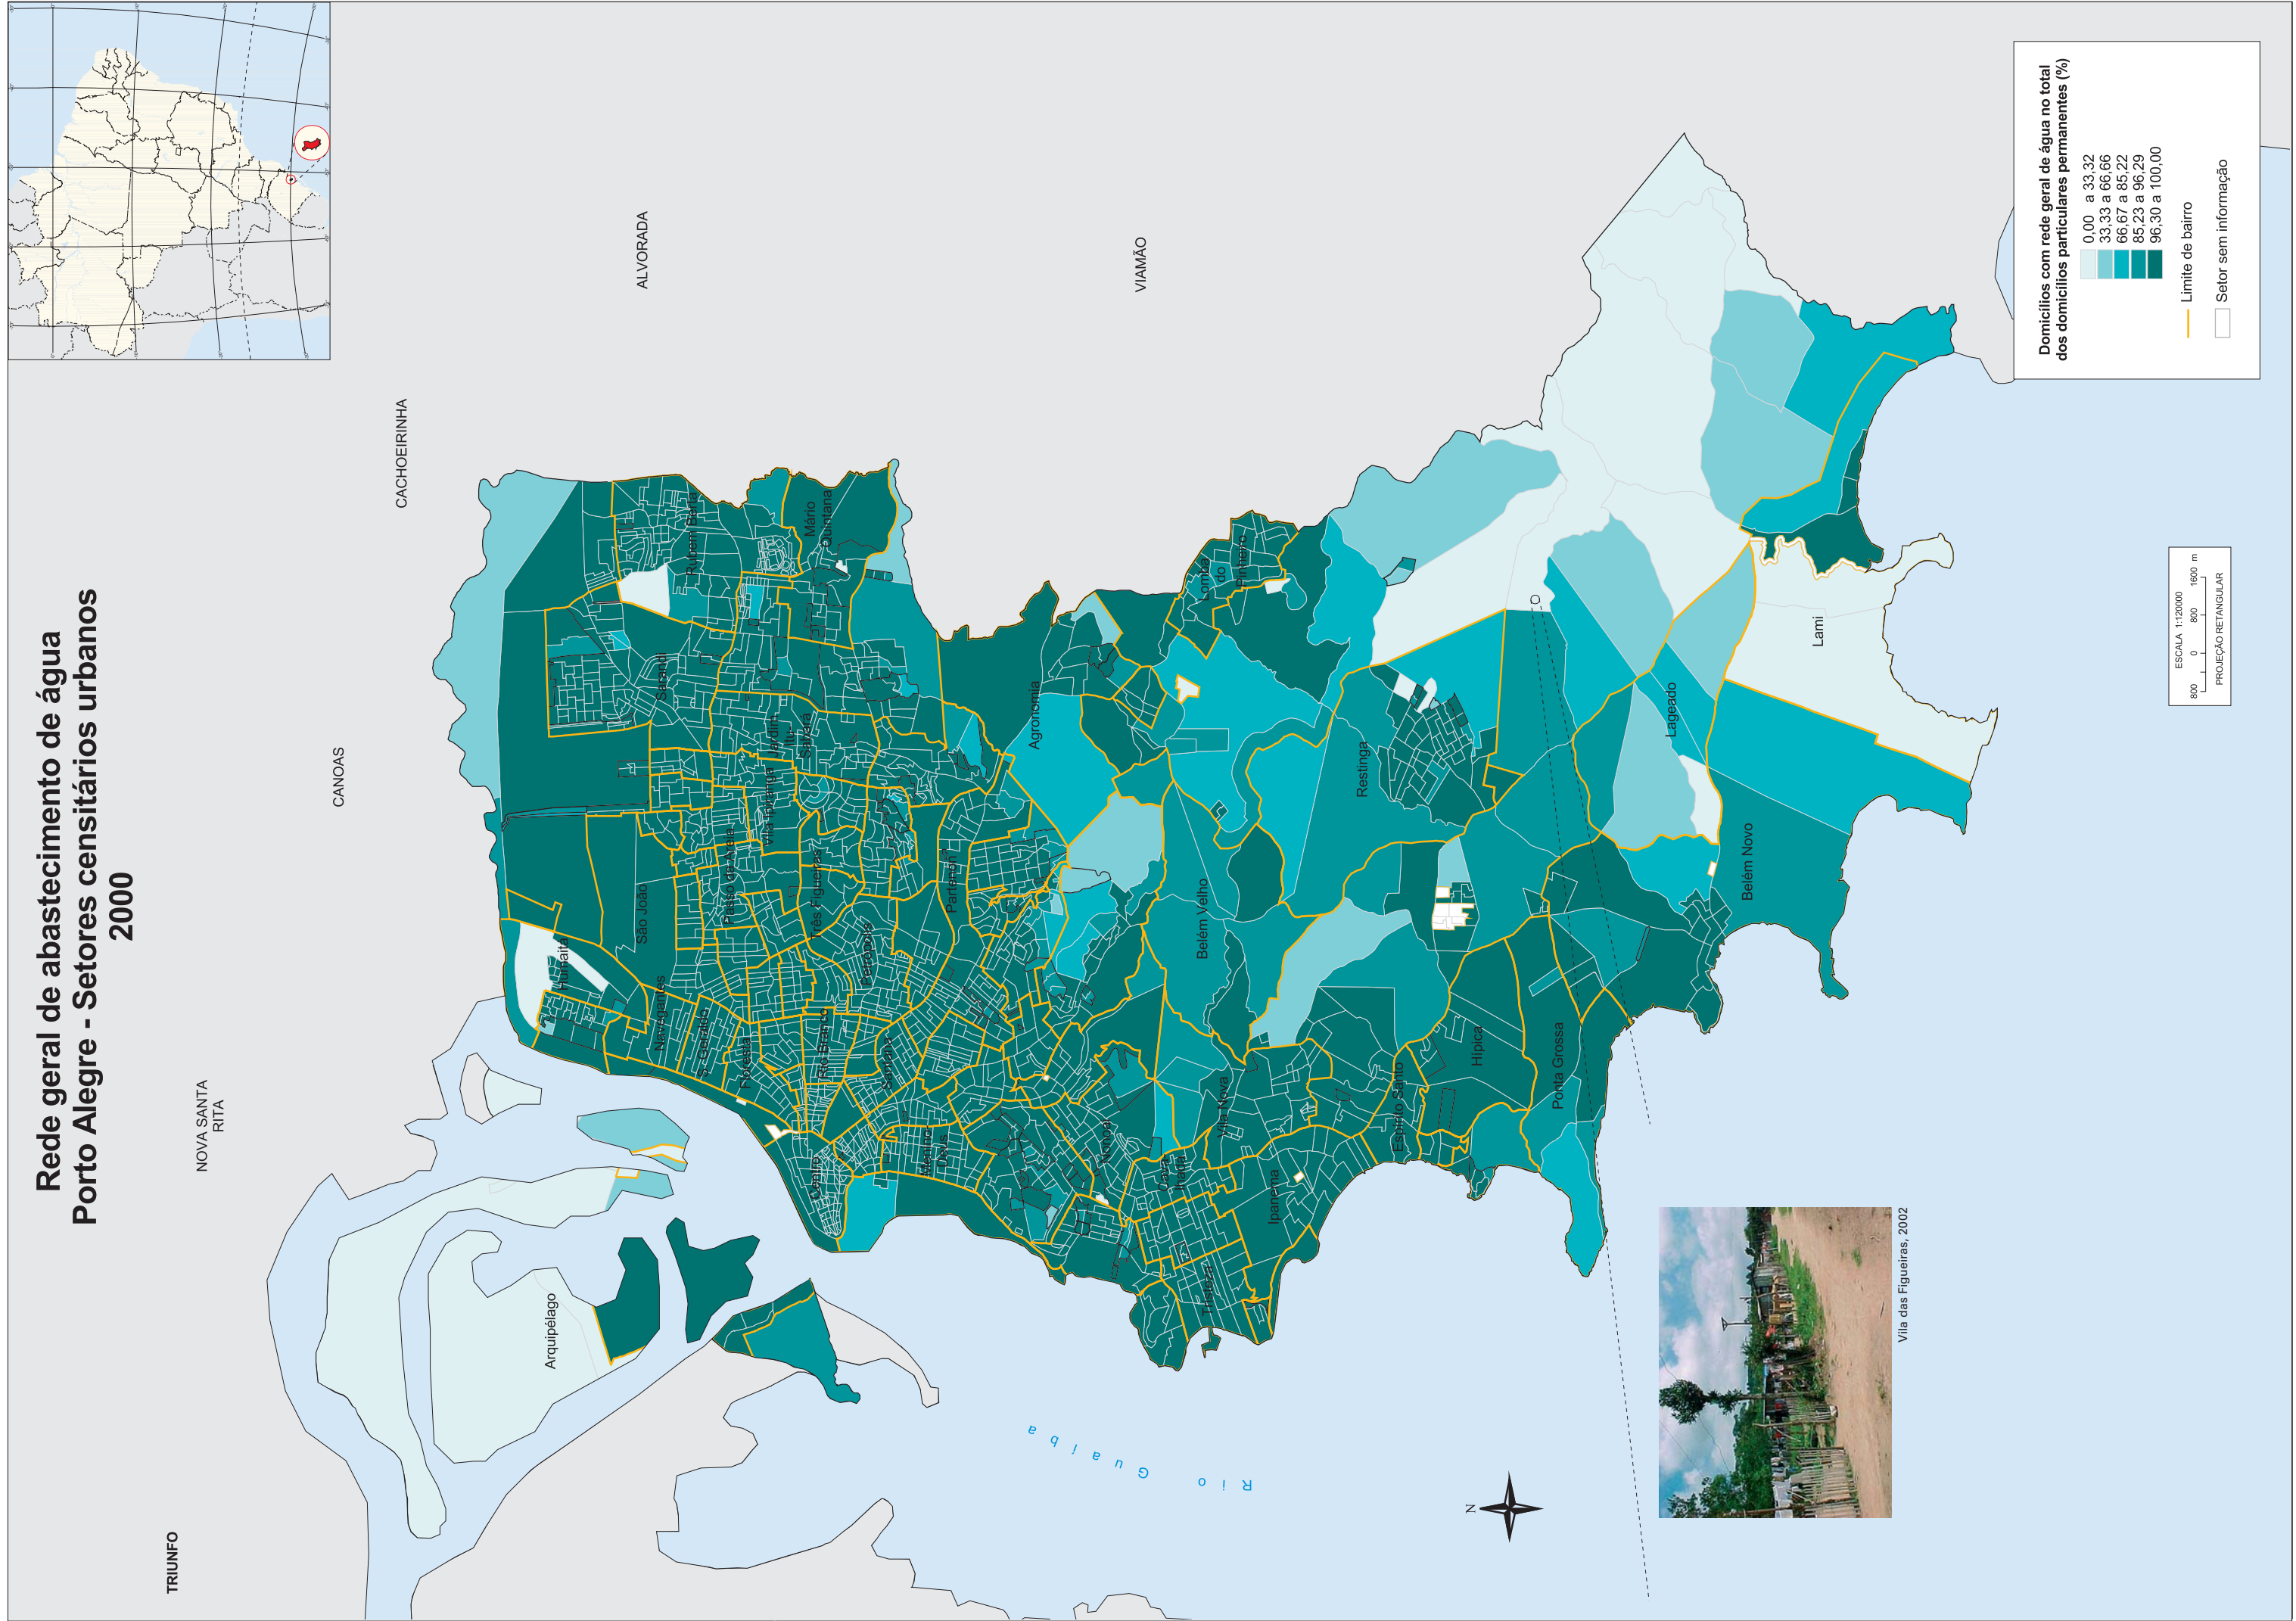 Rede geral de abastecimento de água
Porto Alegre - Setores censitários urbanos
2000
TRIUNFO
NOVA SANTA
RITA
CANOAS
CACHOEIRINHA
ALVORADA
VIAMÃO
Arquipélago
Humaitá
São João
Navegantes
S. Geraldo
Floresta
Sarandi
Rubem Berta
Mário
Quintana
Passo da Areia
Vila Ipiranga
Jardim
Itu-
Sabará
Três Figueiras
Rio Branco
Petrópolis
Santana
Centro
Menino
Deus
Partenon
Agronomia
Lomba
do
Pinheiro
Nonoai
Cava-
lhada
Vila Nova
Belém Velho
Tristeza
Ipanema
Restinga
Espírito Santo
Hípica
Ponta Grossa
Lageado
Belém Novo
Lami
Rio Guaíba
N
Vila das Figueiras, 2002
ESCALA 1:120000
800 0 800 1600 m
PROJEÇÃO RETANGULAR
Domicílios com rede geral de água no total
dos domicílios particulares permanentes (%)
0,00 a 33,32
33,33 a 66,66
66,67 a 85,22
85,23 a 96,29
96,30 a 100,00
Limite de bairro
Setor sem informação